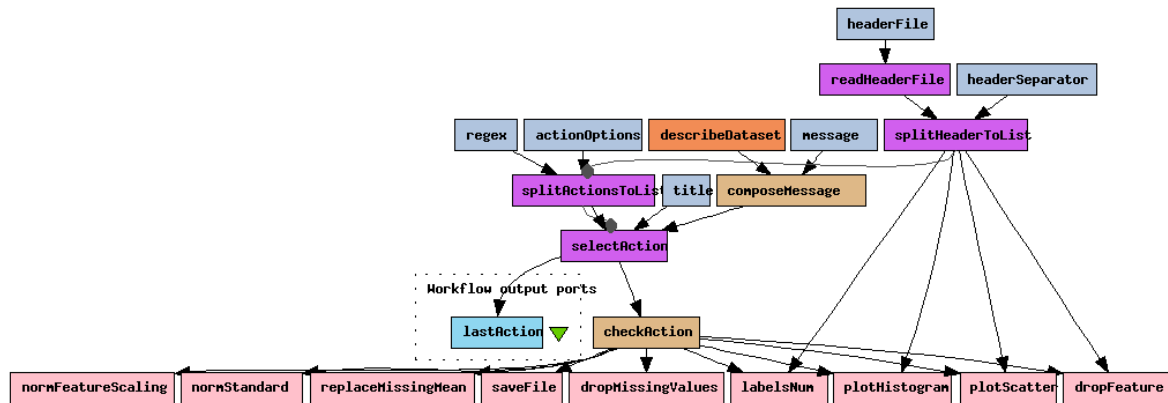 headerFile
readHeaderFile headerSeparator
regex actionOptions describeDataset message splitHeaderToList
splitActionsToList title composeMessage
selectAction
Workflow output ports
lastAction checkAction
normFeatureScaling normStandard replaceMissingMean saveFile dropMissingValues labelsNum plotHistogram plotScatter dropFeature